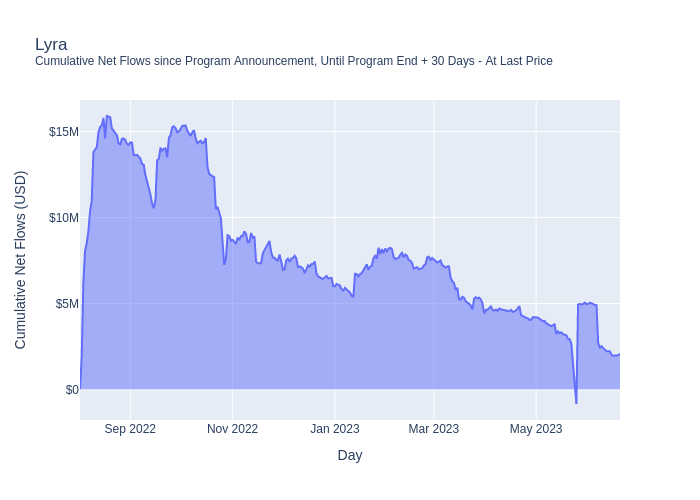 Lyra
Cumulative Net Flows since Program Announcement, Until Program End + 30 Days - At Last Price
Cumulative Net Flows (USD)
$15M
$10M
$5M
$0
Sep 2022
Nov 2022
Jan 2023
Mar 2023
May 2023
Day